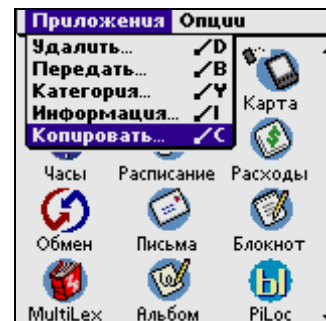 Приложения Опции
Удалить... ✓D
Передать... ✓B
Категория... ✓Y
Информация... ✓I
Копировать... ✓C
Карта
Часы Расписание Расходы
Обмен Письма Блокнот
Ы
MultiLex Альбом PiLoc